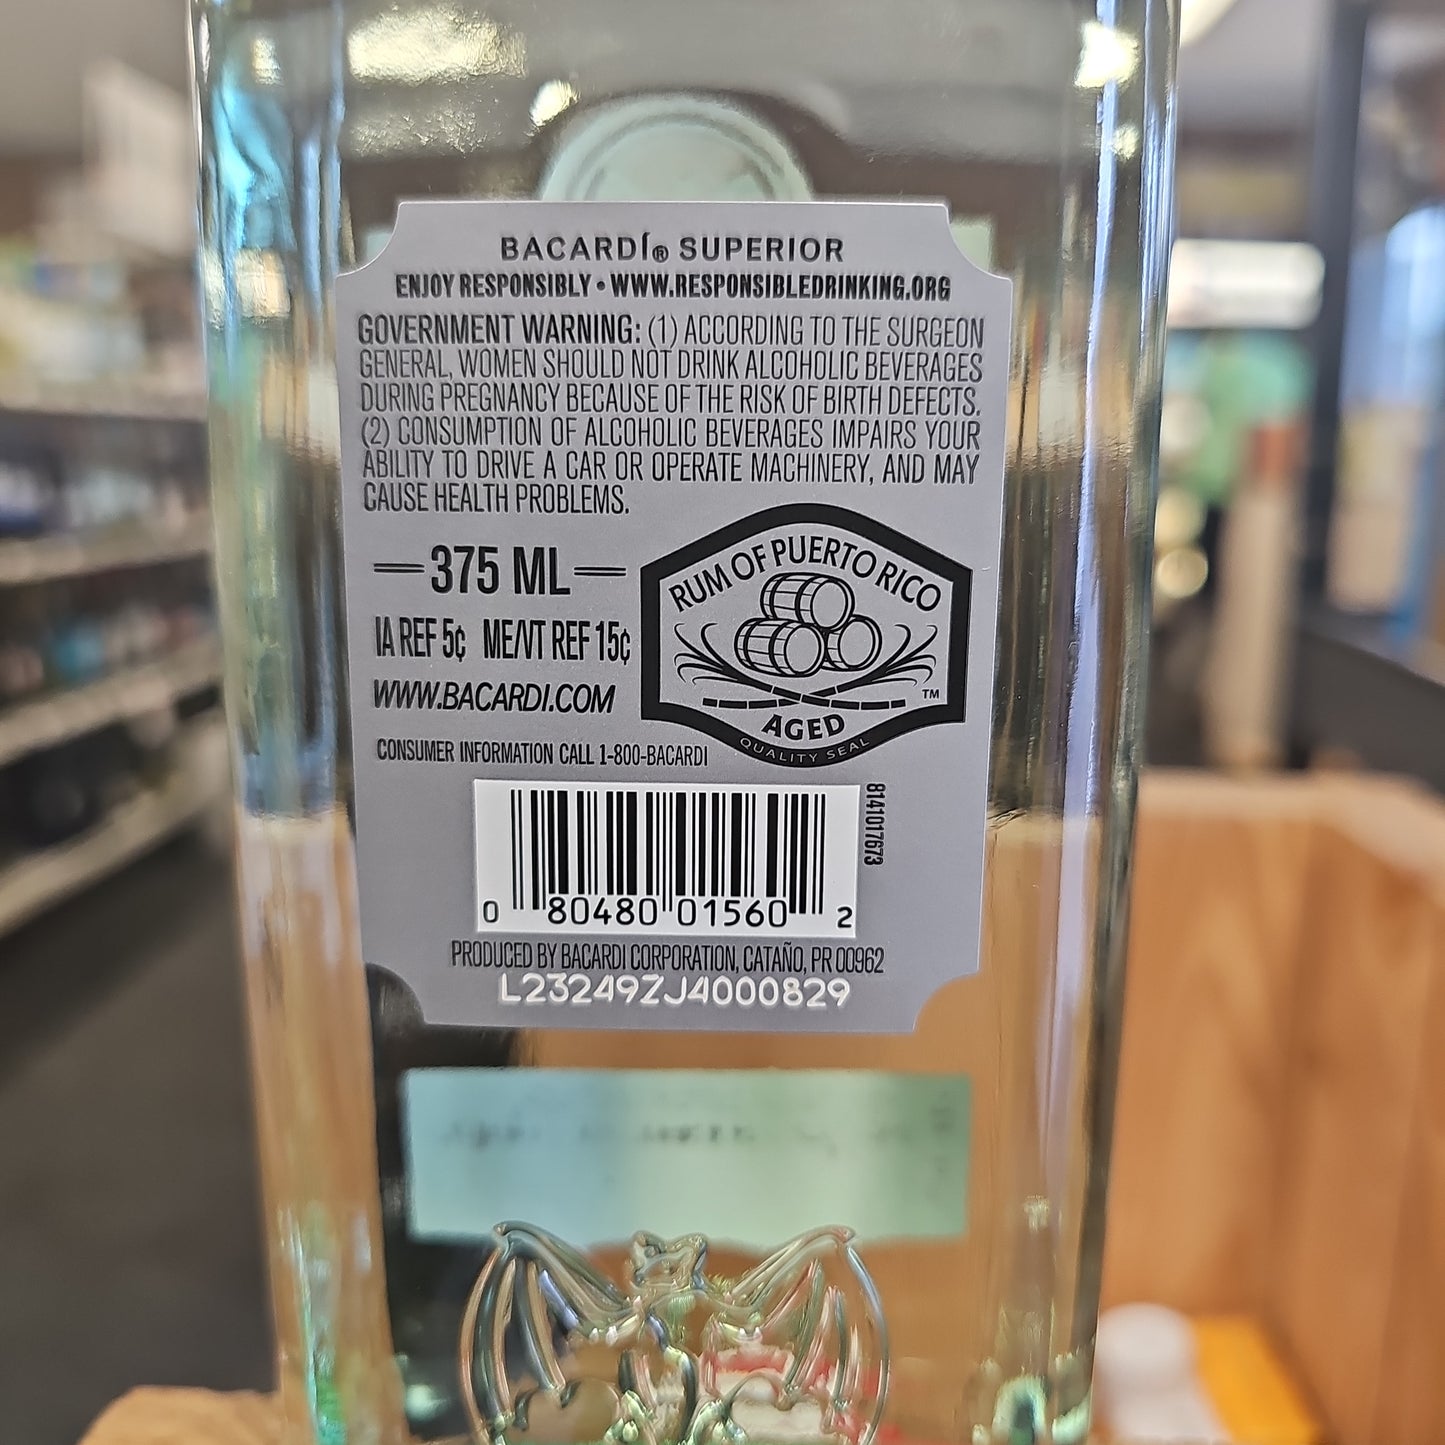 BACARDÍ® SUPERIOR
ENJOY RESPONSIBLY • WWW.RESPONSIBLEDRINKING.ORG
GOVERNMENT WARNING: (1) ACCORDING TO THE SURGEON
GENERAL, WOMEN SHOULD NOT DRINK ALCOHOLIC BEVERAGES
DURING PREGNANCY BECAUSE OF THE RISK OF BIRTH DEFECTS.
(2) CONSUMPTION OF ALCOHOLIC BEVERAGES IMPAIRS YOUR
ABILITY TO DRIVE A CAR OR OPERATE MACHINERY, AND MAY
CAUSE HEALTH PROBLEMS.
375 ML
IA REF 5¢ ME/VT REF 15¢
WWW.BACARDI.COM
CONSUMER INFORMATION CALL 1-800-BACARDI
RUM OF PUERTO RICO
TM
AGED
QUALITY SEAL
8141017673
0 80480 01560 2
PRODUCED BY BACARDI CORPORATION, CATAÑO, PR 00962
L23249ZJ4000829